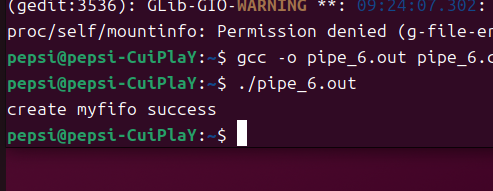 (gedit:3536): GLib-GIO-WARNING **: 09:24:07.302:
proc/self/mountinfo: Permission denied (g-file-er
pepsi@pepsi-CuiPlaY:~$ gcc -o pipe_6.out pipe_6.c
pepsi@pepsi-CuiPlaY:~$ ./pipe_6.out
create myfifo success
pepsi@pepsi-CuiPlaY:~$